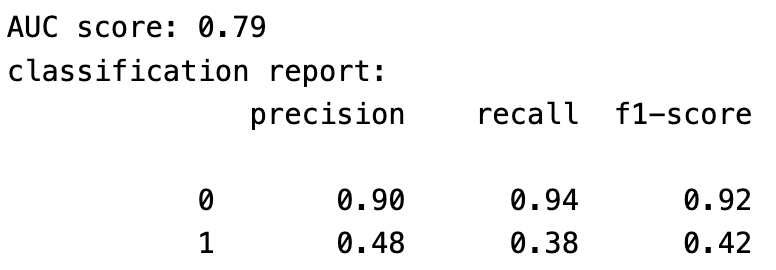 AUC score: 0.79
classification report:
precision recall f1-score
0 0.90 0.94 0.92
1 0.48 0.38 0.42